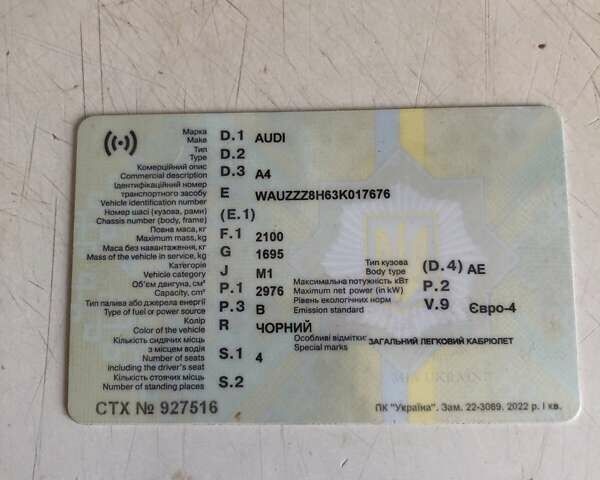 Марка D.1 AUDI
Make
Тип D.2
Type
Комерційний опис D.3 A4
Commercial description
Ідентифікаційний номер
транспортного засобу E WAUZZZ8H63K017676
Vehicle identification number
Номер шасі (кузова, рами) (E.1)
Chassis number (body, frame)
Повна маса, кг F.1 2100
Maximum mass, kg
Маса без навантаження, кг G 1695
Mass of the vehicle in service, kg
Категорія J M1
Vehicle category
Тип кузова (D.4) AE
Body type
Об'єм двигуна, см³ P.1 2976
Capacity, cm³
Максимальна потужність кВт P.2
Maximum net power (in kW)
Тип палива або джерела енергії P.3 B
Type of fuel or power source
Рівень екологічних норм V.9 Євро-4
Emission standard
Колір R ЧОРНИЙ
Color of the vehicle
Особливі відмітки: ЗАГАЛЬНИЙ ЛЕГКОВИЙ КАБРІОЛЕТ
Special marks
Кількість сидячих місць
з місцем водія S.1 4
Number of seats
including the driver's seat
Кількість стоячих місць S.2
Number of standing places
СТХ № 927516
ПК "Україна". Зам. 22-3089. 2022 р. І кв.